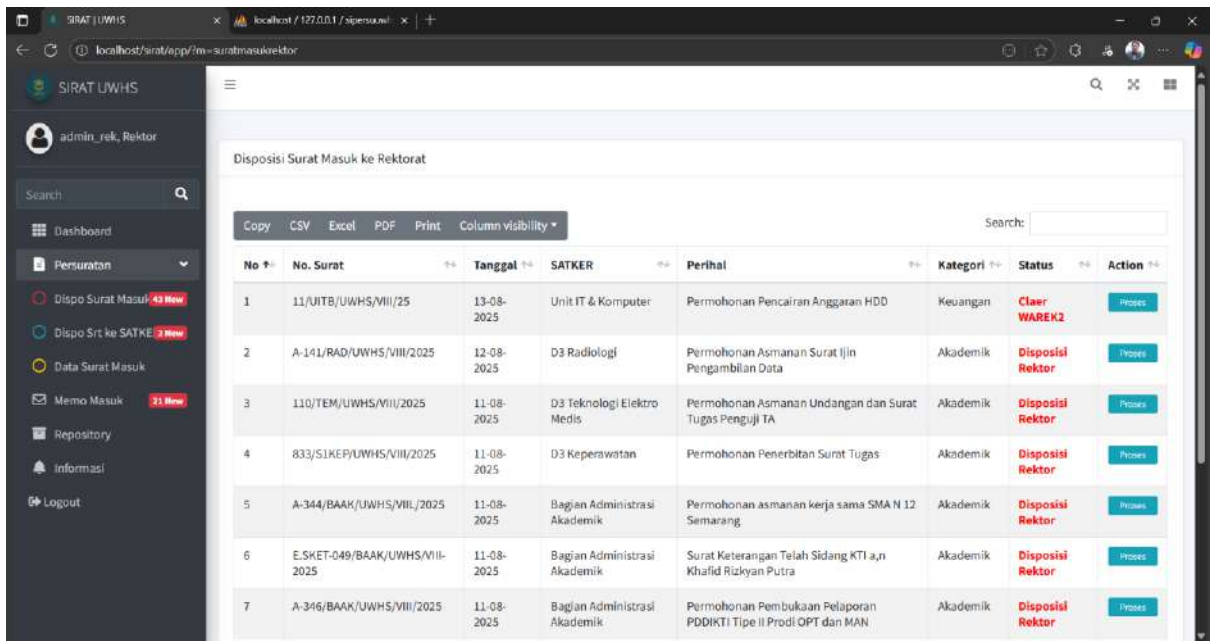 SIRAT | UWHS
localhost / 127.0.0.1 / sipersuuwh
localhost/sirat/app/?m=suratmasukrektor
SIRAT UWHS
admin_rek, Rektor
Search
Dashboard
Persuratan
Dispo Surat Masuk 43 New
Dispo Srt ke SATKE 2 New
Data Surat Masuk
Memo Masuk 21 New
Repository
Informasi
Logout
Disposisi Surat Masuk ke Rektorat
Copy CSV Excel PDF Print Column visibility
Search:
No No. Surat Tanggal SATKER Perihal Kategori Status Action
1 11/UITB/UWHS/VIII/25 13-08-2025 Unit IT & Komputer Permohonan Pencairan Anggaran HDD Keuangan Claer WAREK2 Proses
2 A-141/RAD/UWHS/VIII/2025 12-08-2025 D3 Radiologi Permohonan Asmanan Surat Ijin Pengambilan Data Akademik Disposisi Rektor Proses
3 110/TEM/UWHS/VIII/2025 11-08-2025 D3 Teknologi Elektro Medis Permohonan Asmanan Undangan dan Surat Tugas Penguji TA Akademik Disposisi Rektor Proses
4 833/S1KEP/UWHS/VIII/2025 11-08-2025 D3 Keperawatan Permohonan Penerbitan Surat Tugas Akademik Disposisi Rektor Proses
5 A-344/BAAK/UWHS/VIIL/2025 11-08-2025 Bagian Administrasi Akademik Permohonan asmanan kerja sama SMA N 12 Semarang Akademik Disposisi Rektor Proses
6 E.SKET-049/BAAK/UWHS/VIII-2025 11-08-2025 Bagian Administrasi Akademik Surat Keterangan Telah Sidang KTI a,n Khafid Rizkyan Putra Akademik Disposisi Rektor Proses
7 A-346/BAAK/UWHS/VIII/2025 11-08-2025 Bagian Administrasi Akademik Permohonan Pembukaan Pelaporan PDDIKTI Tipe II Prodi OPT dan MAN Akademik Disposisi Rektor Proses